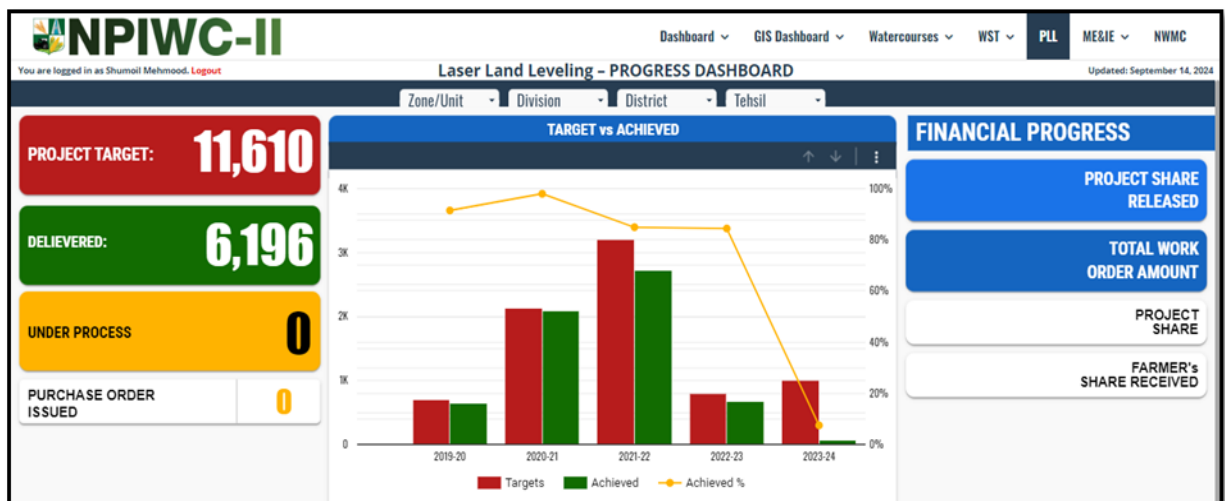 NPIWC-II
Dashboard
GIS Dashboard
Watercourses
WST
PLL
ME&IE
NWMC
You are logged in as Shumoil Mehmood. Logout
Laser Land Leveling – PROGRESS DASHBOARD
Updated: September 14, 2024
Zone/Unit
Division
District
Tehsil
PROJECT TARGET:
11,610
DELIEVERED:
6,196
UNDER PROCESS
0
PURCHASE ORDER
ISSUED
0
TARGET vs ACHIEVED
4K
3K
2K
1K
0
100%
80%
60%
40%
20%
0%
2019-20
2020-21
2021-22
2022-23
2023-24
Targets
Achieved
Achieved %
FINANCIAL PROGRESS
PROJECT SHARE
RELEASED
TOTAL WORK
ORDER AMOUNT
PROJECT
SHARE
FARMER's
SHARE RECEIVED